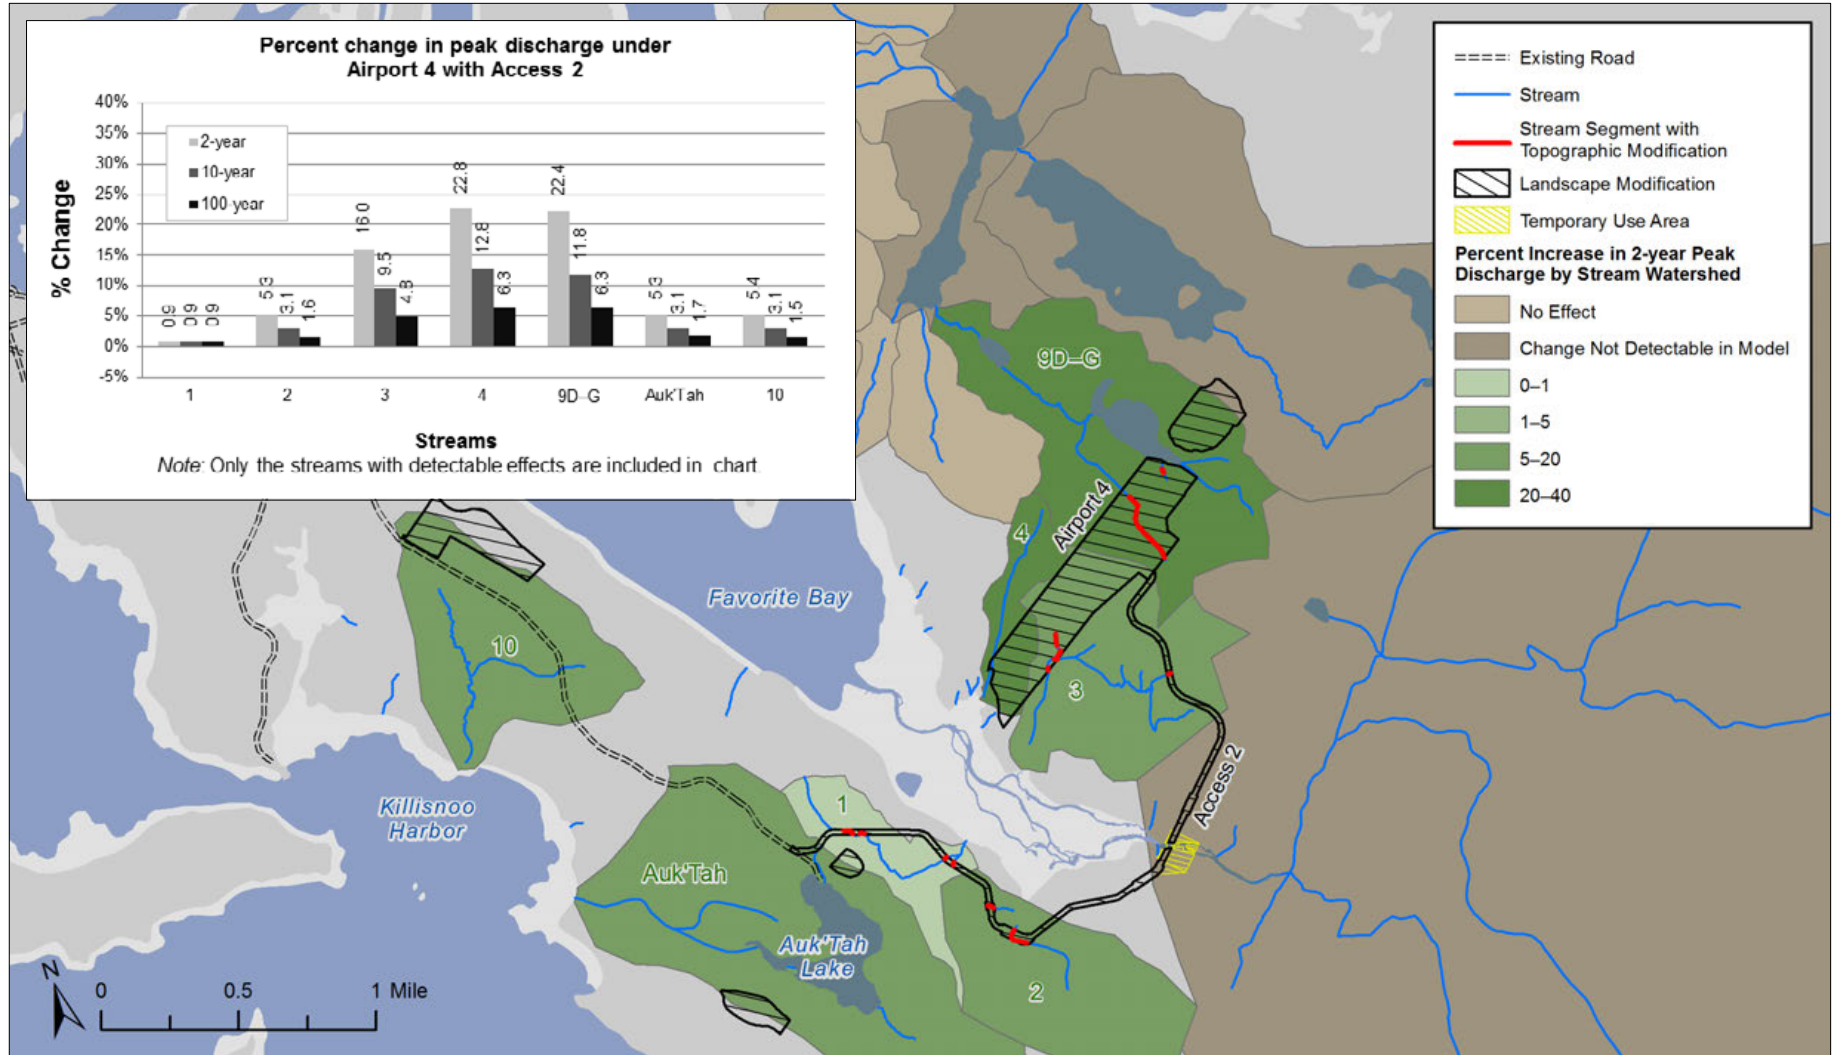 Percent change in peak discharge under
Airport 4 with Access 2
% Change
40%
35%
30%
25%
20%
15%
10%
5%
0%
-5%
2-year
10-year
100-year
0.9
0.9
0.9
5.3
3.1
1.6
16.0
9.5
4.8
22.8
12.8
6.3
22.4
11.8
6.3
5.3
3.1
1.7
5.4
3.1
1.5
1
2
3
4
9D–G
Auk'Tah
10
Streams
Note: Only the streams with detectable effects are included in chart.
Existing Road
Stream
Stream Segment with
Topographic Modification
Landscape Modification
Temporary Use Area
Percent Increase in 2-year Peak
Discharge by Stream Watershed
No Effect
Change Not Detectable in Model
0–1
1–5
5–20
20–40
9D–G
Airport 4
4
Favorite Bay
10
3
Access 2
Killisnoo
Harbor
1
Auk'Tah
Auk'Tah
Lake
2
N
0
0.5
1 Mile